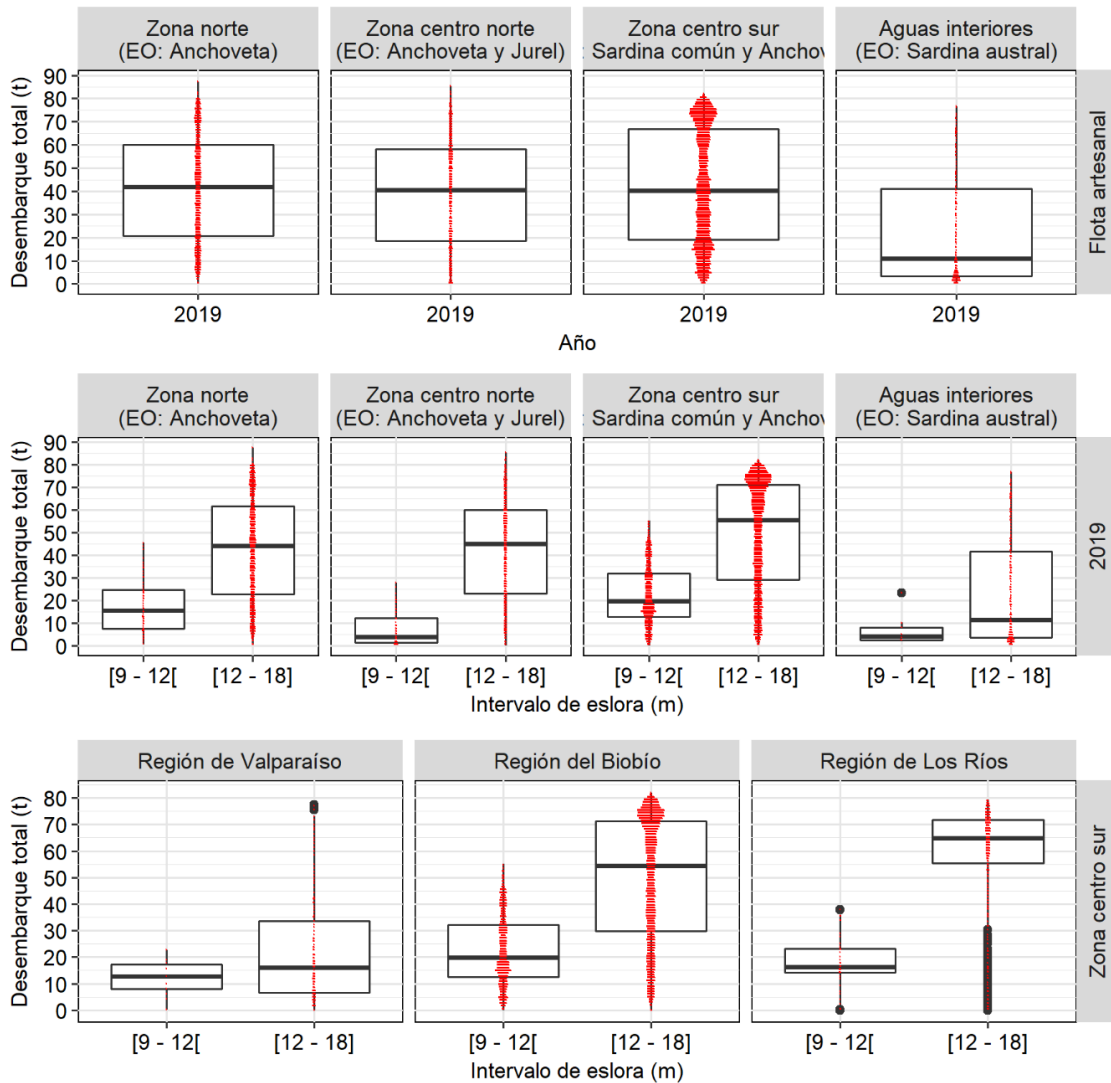 Zona norte
(EO: Anchoveta)
Zona centro norte
(EO: Anchoveta y Jurel)
Zona centro sur
: Sardina común y Anchov
Aguas interiores
(EO: Sardina austral)
Desembarque total (t)
90
80
70
60
50
40
30
20
10
0
Flota artesanal
2019
2019
2019
2019
Año
Zona norte
(EO: Anchoveta)
Zona centro norte
(EO: Anchoveta y Jurel)
Zona centro sur
: Sardina común y Anchov
Aguas interiores
(EO: Sardina austral)
Desembarque total (t)
90
80
70
60
50
40
30
20
10
0
2019
[9 - 12[
[12 - 18]
[9 - 12[
[12 - 18]
[9 - 12[
[12 - 18]
[9 - 12[
[12 - 18]
Intervalo de eslora (m)
Región de Valparaíso
Región del Biobío
Región de Los Ríos
Desembarque total (t)
80
70
60
50
40
30
20
10
0
Zona centro sur
[9 - 12[
[12 - 18]
[9 - 12[
[12 - 18]
[9 - 12[
[12 - 18]
Intervalo de eslora (m)